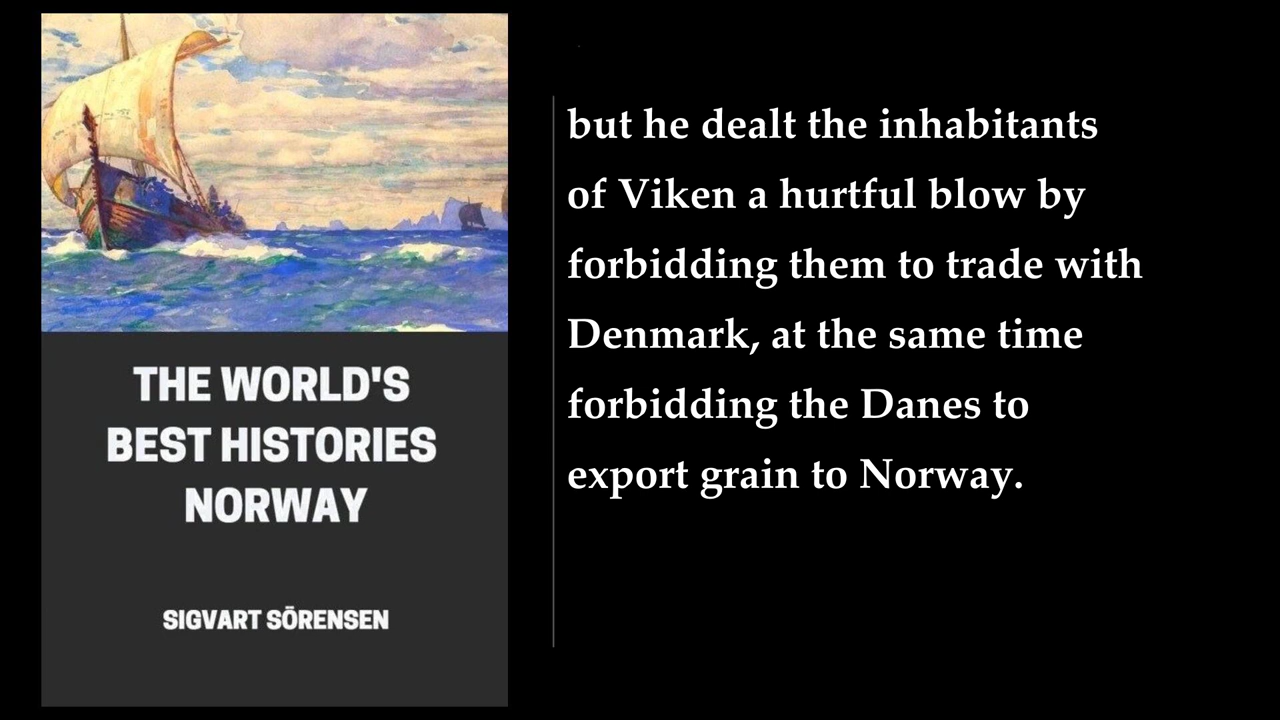 THE WORLD'S
BEST HISTORIES
NORWAY
SIGVART SÖRENSEN
but he dealt the inhabitants
of Viken a hurtful blow by
forbidding them to trade with
Denmark, at the same time
forbidding the Danes to
export grain to Norway.